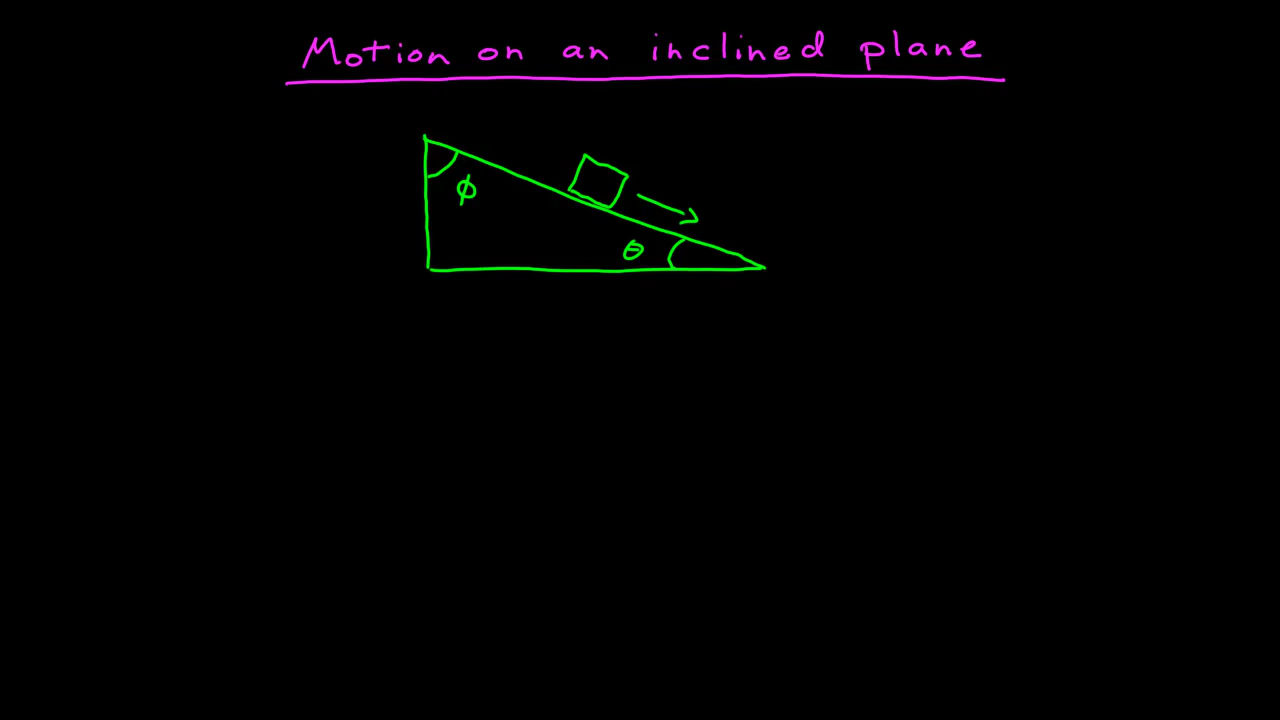 Motion on an inclined plane
ϕ
θ